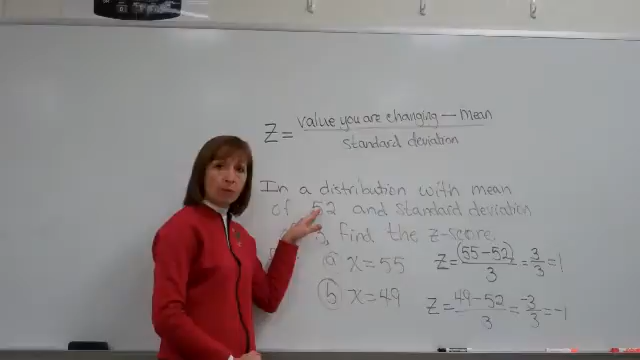 Z = value you are changing — mean
standard deviation
In a distribution with mean
of 52 and standard deviation
3 find the z-score.
a x = 55 Z = (55-52) / 3 = 3/3 = 1
b x = 49 Z = 49-52 / 3 = -3/3 = -1